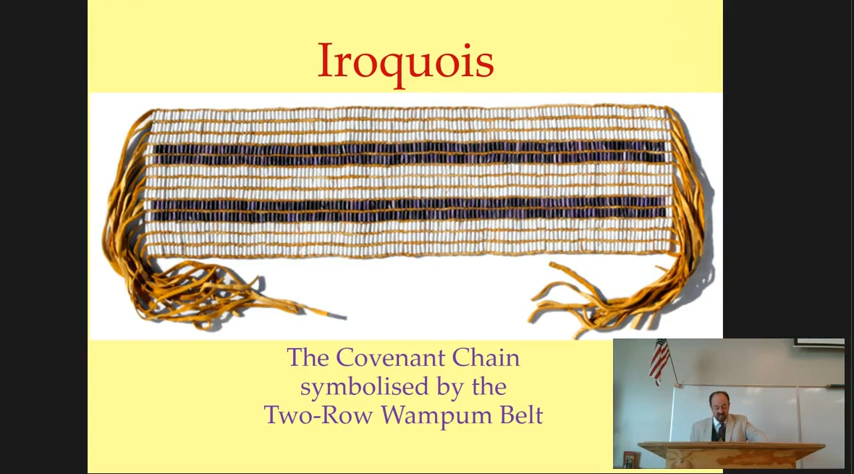 Iroquois
The Covenant Chain
symbolised by the
Two-Row Wampum Belt